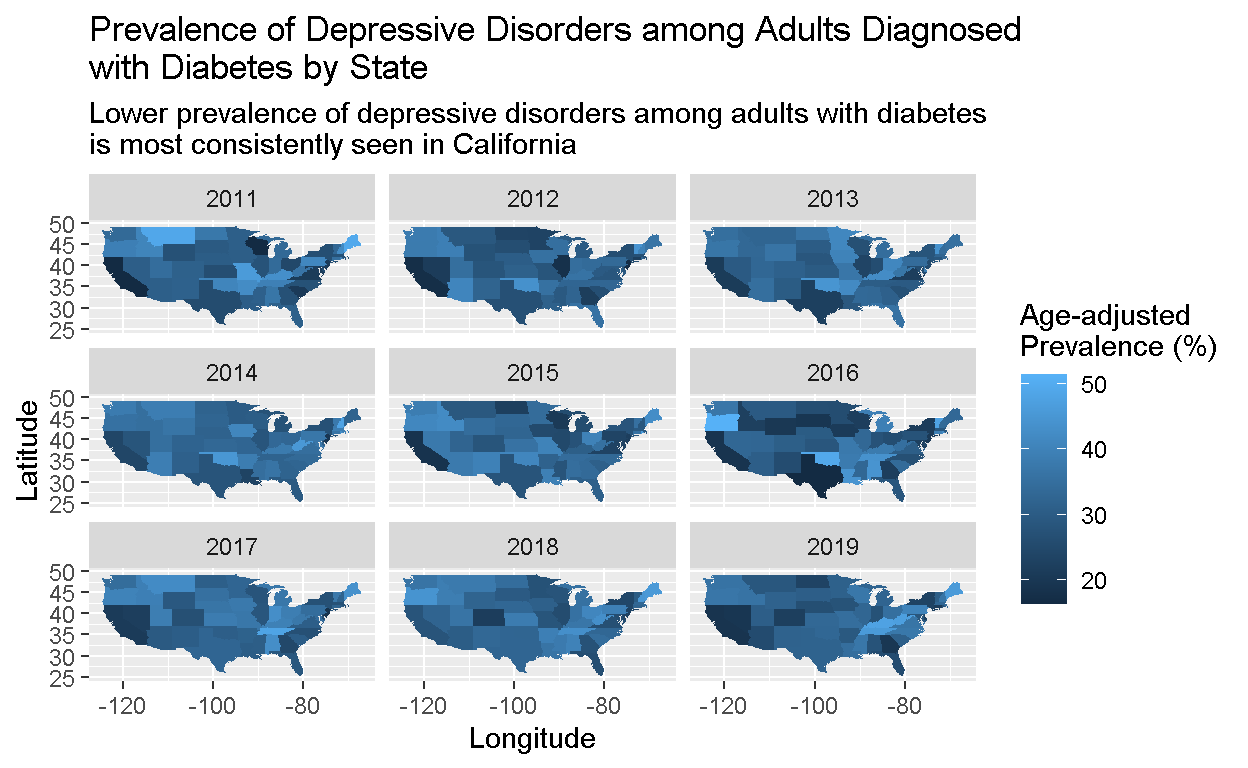 Prevalence of Depressive Disorders among Adults Diagnosed
with Diabetes by State
Lower prevalence of depressive disorders among adults with diabetes
is most consistently seen in California
2011 2012 2013
50
45
40
35
30
25
2014 2015 2016
50
45
40
35
30
25
2017 2018 2019
50
45
40
35
30
25
-120 -100 -80 -120 -100 -80 -120 -100 -80
Latitude
Longitude
Age-adjusted
Prevalence (%)
50
40
30
20